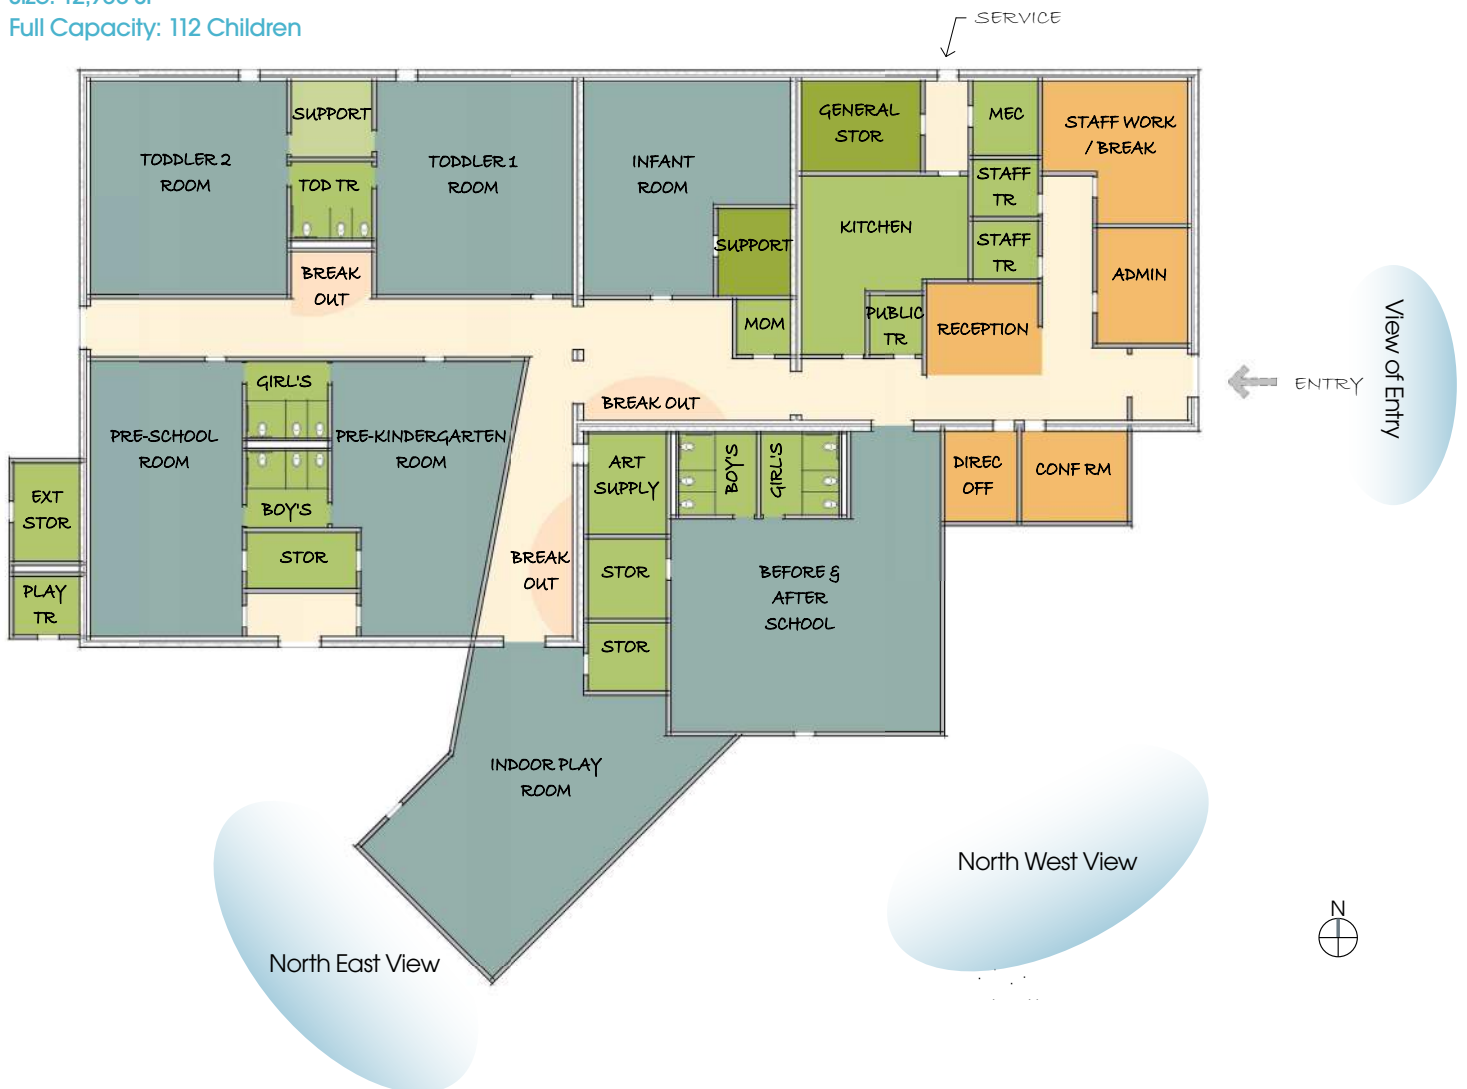 Full Capacity: 112 Children
SERVICE
SUPPORT
GENERAL
STOR
MEC
STAFF WORK
/ BREAK
TODDLER 2
ROOM
TODDLER 1
ROOM
INFANT
ROOM
TOD TR
STAFF
TR
KITCHEN
SUPPORT
STAFF
TR
BREAK
OUT
ADMIN
MOM
PUBLIC
TR
RECEPTION
View of Entry
ENTRY
GIRL'S
BREAK OUT
PRE-SCHOOL
ROOM
PRE-KINDERGARTEN
ROOM
ART
SUPPLY
BOY'S
GIRL'S
DIREC
OFF
CONF RM
EXT
STOR
BOY'S
STOR
BREAK
OUT
STOR
BEFORE &
AFTER
SCHOOL
PLAY
TR
STOR
INDOOR PLAY
ROOM
North West View
N
North East View